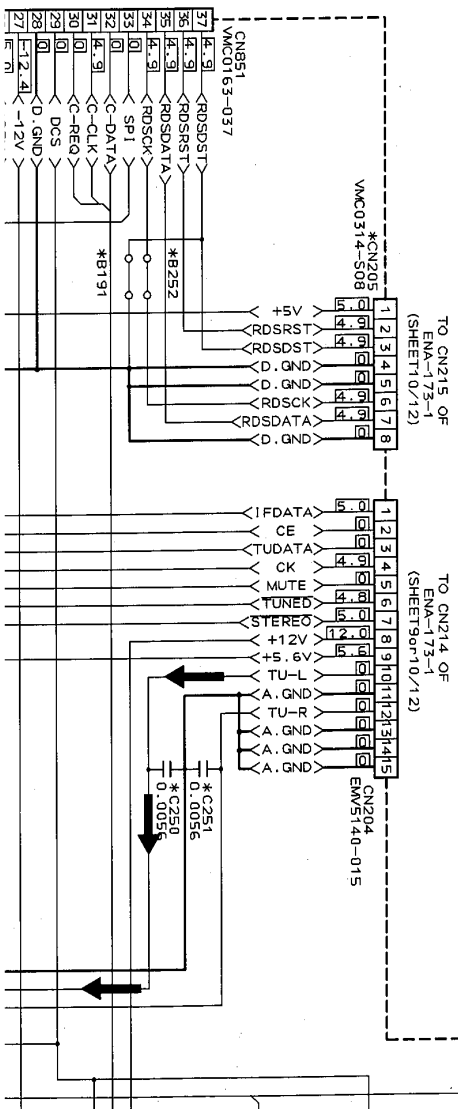 CN851
VMC0163-037
37 4.9 RDSDST
36 4.9 RDSRST
35 4.9 RDSDATA
34 4.9 RDSCK
33 0 SPI
32 0 C-DATA
31 4.9 C-CLK
30 0 C-REQ
29 0 DCS
28 0 D.GND
27 -12.4 -12V
*B252
*B191
*CN205
VMC0314-S08
TO CN215 OF
ENA-173-1
(SHEET10/12)
+5V 5.0 1
RDSRST 4.9 2
RDSDST 4.9 3
D.GND 0 4
D.GND 0 5
RDSCK 4.9 6
RDSDATA 4.9 7
D.GND 0 8
TO CN214 OF
ENA-173-1
(SHEET9or10/12)
IFDATA 5.0 1
CE 0 2
TUDATA 0 3
CK 4.9 4
MUTE 0 5
TUNED 4.8 6
STEREO 5.0 7
+12V 12.0 8
+5.6V 5.6 9
TU-L 0 10
A.GND 0 11
TU-R 0 12
A.GND 0 13
A.GND 0 14
A.GND 0 15
CN204
EMV5140-015
*C251
0.0056
*C250
0.0056